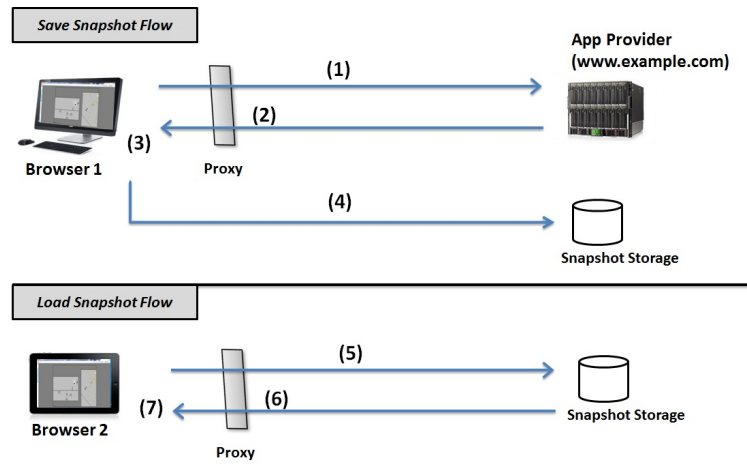 Save Snapshot Flow
App Provider
(www.example.com)
(1)
(2)
(3)
Browser 1
Proxy
(4)
Snapshot Storage
Load Snapshot Flow
(5)
(6)
(7)
Browser 2
Snapshot Storage
Proxy